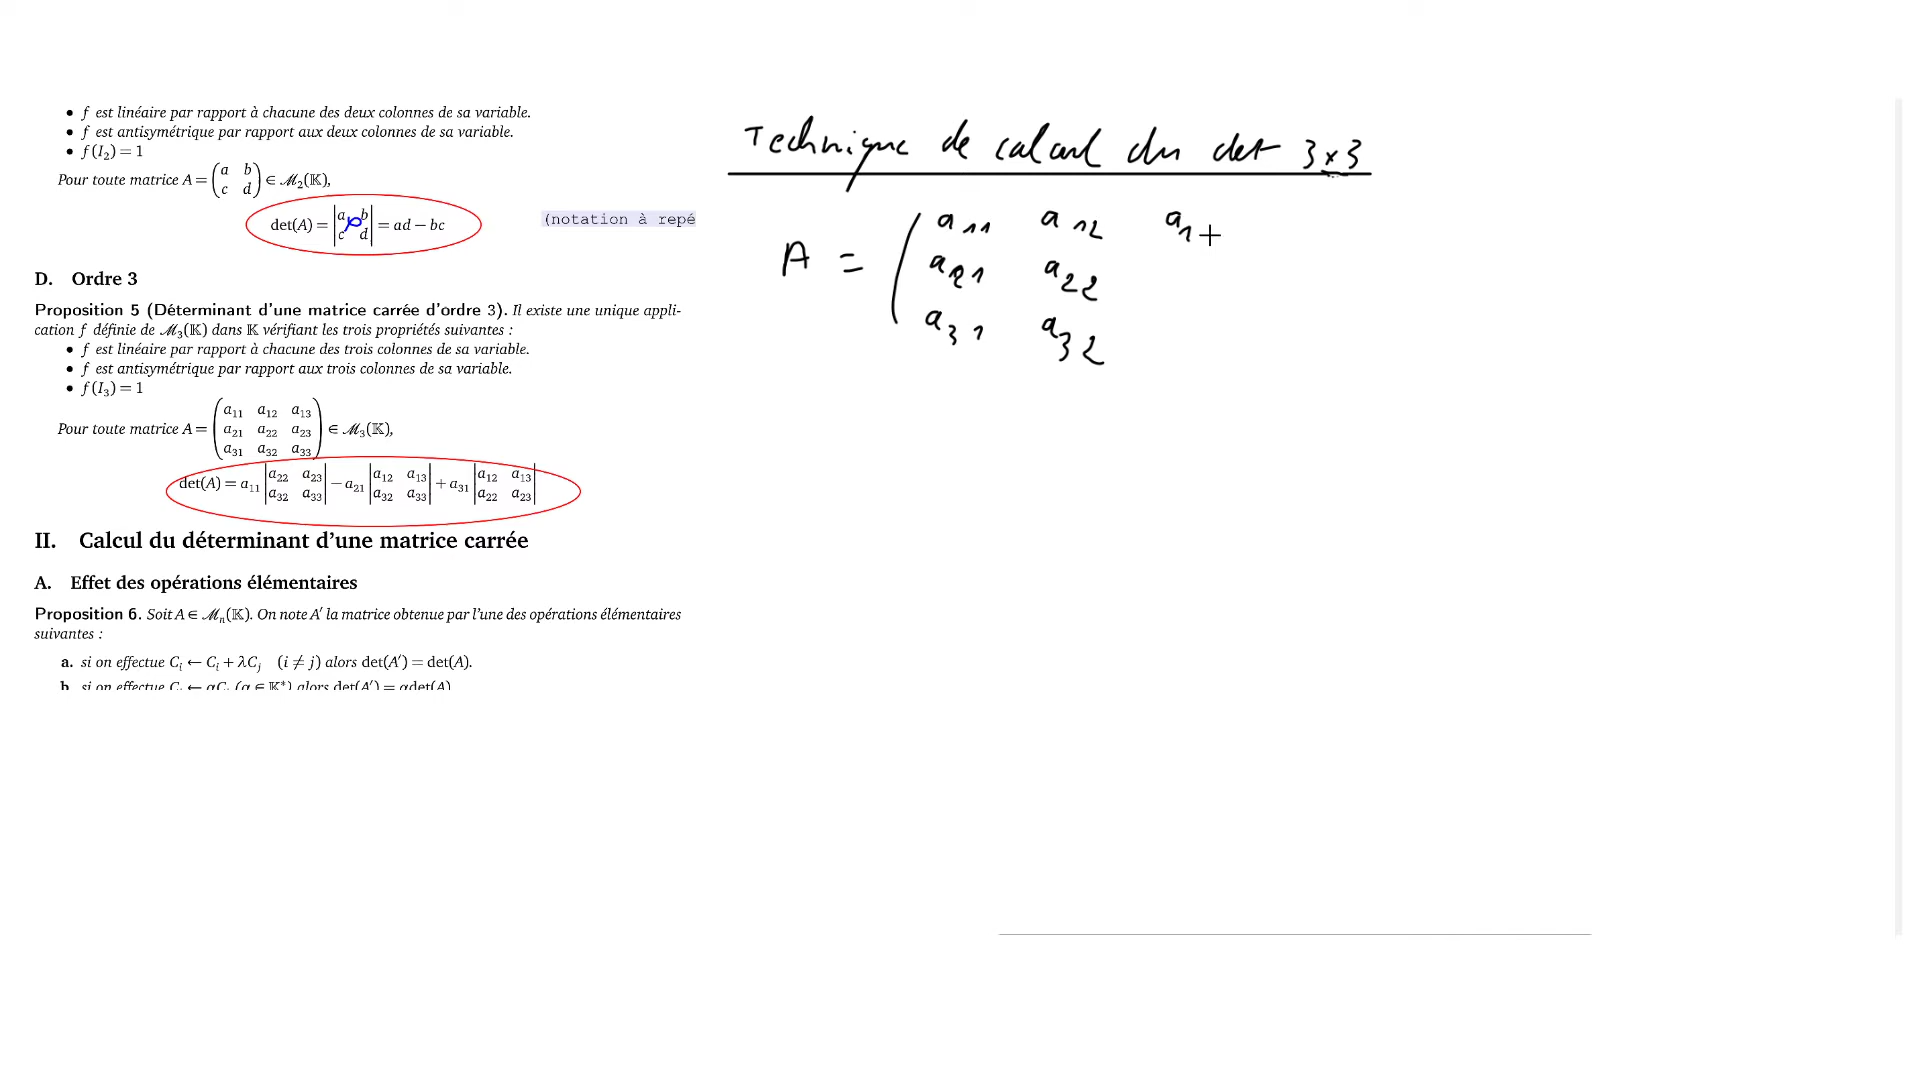 • f est linéaire par rapport à chacune des deux colonnes de sa variable.
• f est antisymétrique par rapport aux deux colonnes de sa variable.
• f(I₂) = 1
Pour toute matrice A = (a b
c d) ∈ ℳ₂(𝕂),
det(A) = |a b
c d| = ad − bc
(notation à repé
D. Ordre 3
Proposition 5 (Déterminant d'une matrice carrée d'ordre 3). Il existe une unique appli-
cation f définie de ℳ₃(𝕂) dans 𝕂 vérifiant les trois propriétés suivantes :
• f est linéaire par rapport à chacune des trois colonnes de sa variable.
• f est antisymétrique par rapport aux trois colonnes de sa variable.
• f(I₃) = 1
a₁₁ a₁₂ a₁₃
Pour toute matrice A = a₂₁ a₂₂ a₂₃ ∈ ℳ₃(𝕂),
a₃₁ a₃₂ a₃₃
det(A) = a₁₁ |a₂₂ a₂₃
a₃₂ a₃₃| − a₂₁ |a₁₂ a₁₃
a₃₂ a₃₃| + a₃₁ |a₁₂ a₁₃
a₂₂ a₂₃|
II. Calcul du déterminant d'une matrice carrée
A. Effet des opérations élémentaires
Proposition 6. Soit A ∈ ℳₙ(𝕂). On note A′ la matrice obtenue par l'une des opérations élémentaires
suivantes :
a. si on effectue Cᵢ ← Cᵢ + λCⱼ (i ≠ j) alors det(A′) = det(A).
b. si on effectue Cᵢ ← αCᵢ (α ∈ 𝕂*) alors det(A′) = αdet(A)
Technique de calcul du det 3×3
a₁₁ a₁₂ a₁
A = ( a₂₁ a₂₂
a₃₁ a₃₂